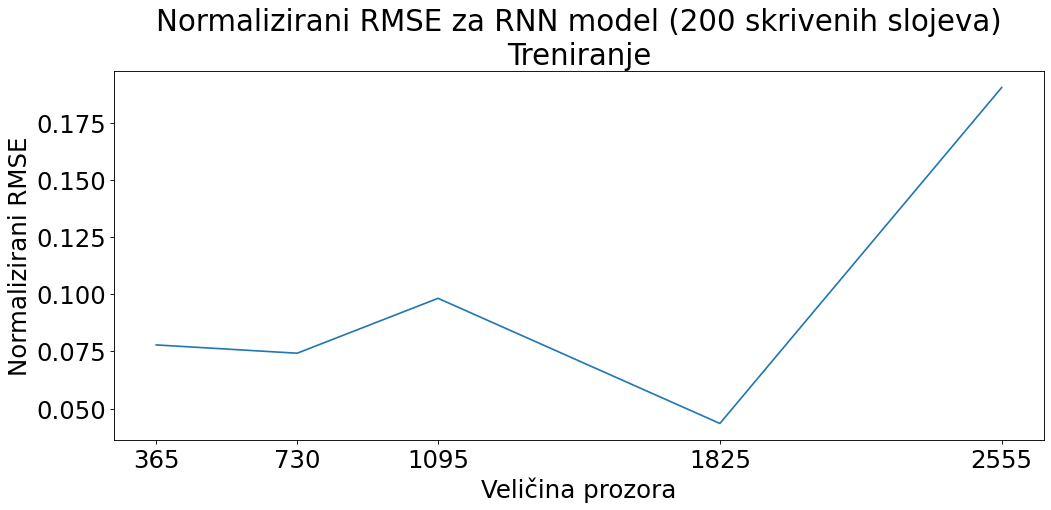 Normalizirani RMSE za RNN model (200 skrivenih slojeva)
Treniranje
Normalizirani RMSE
0.175
0.150
0.125
0.100
0.075
0.050
365 730 1095 1825 2555
Veličina prozora